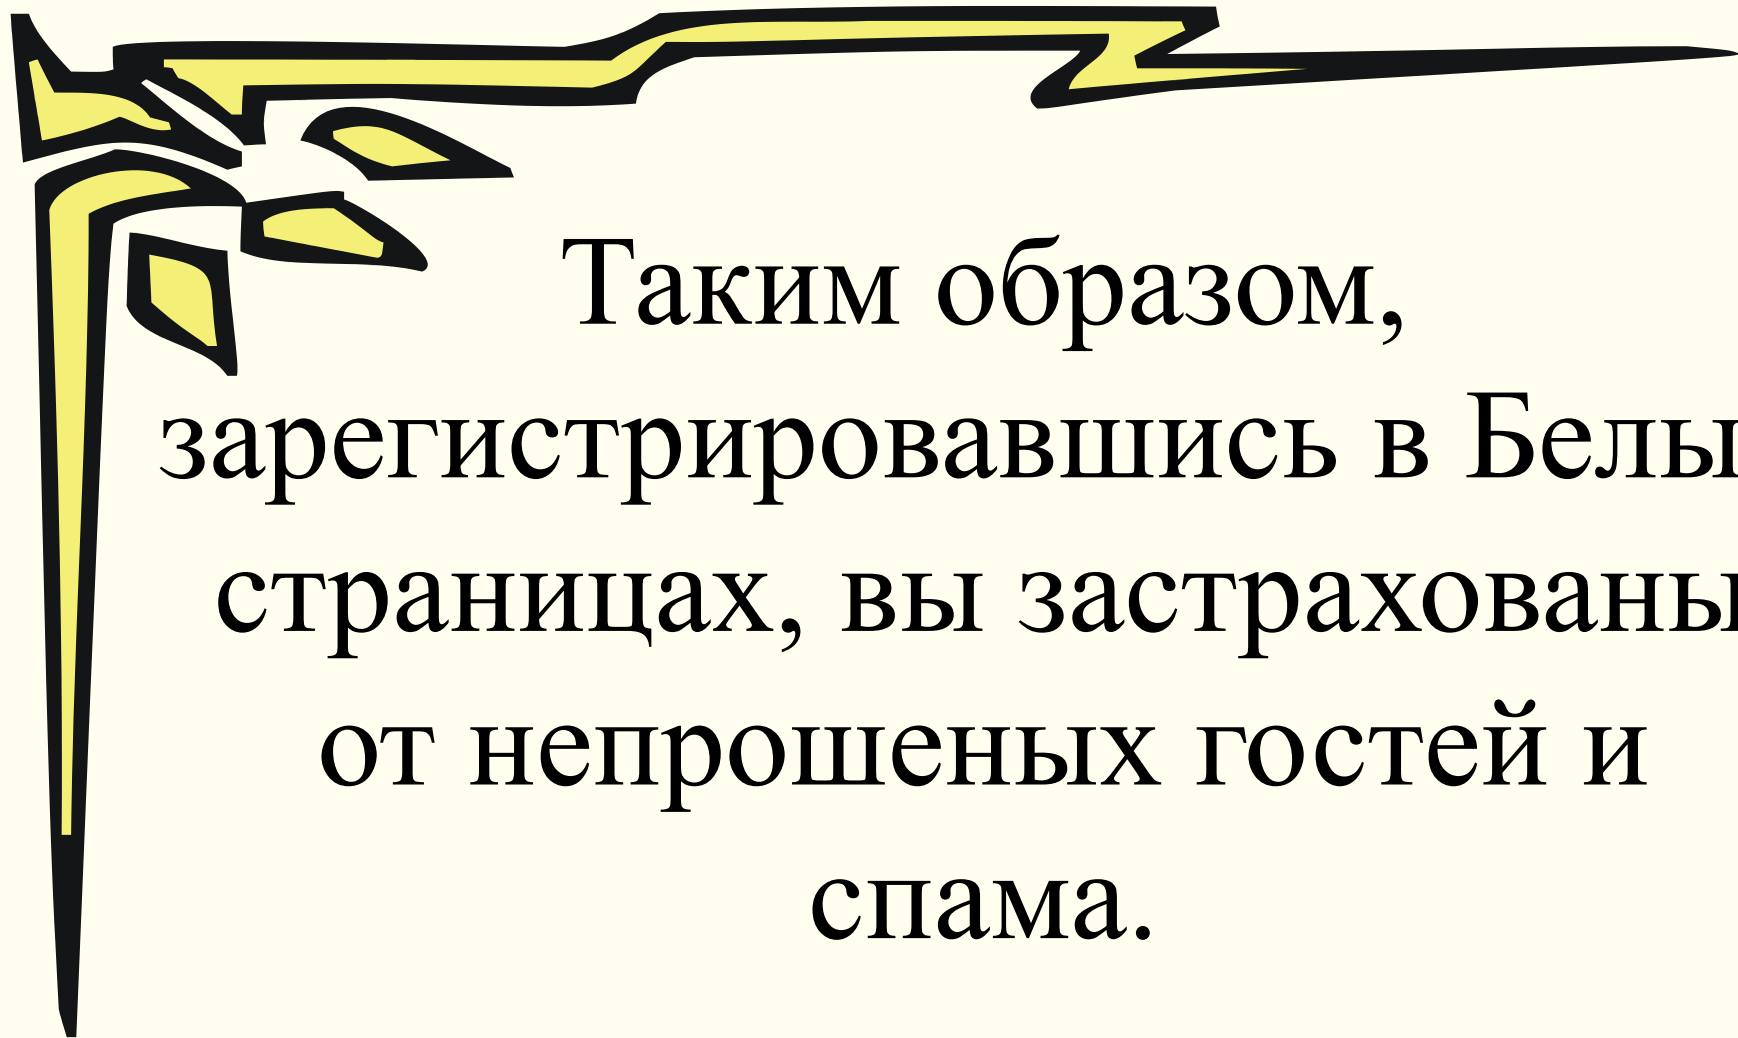 Таким образом,
зарегистрировавшись в Белы
страницах, вы застрахованы
от непрошеных гостей и
спама.